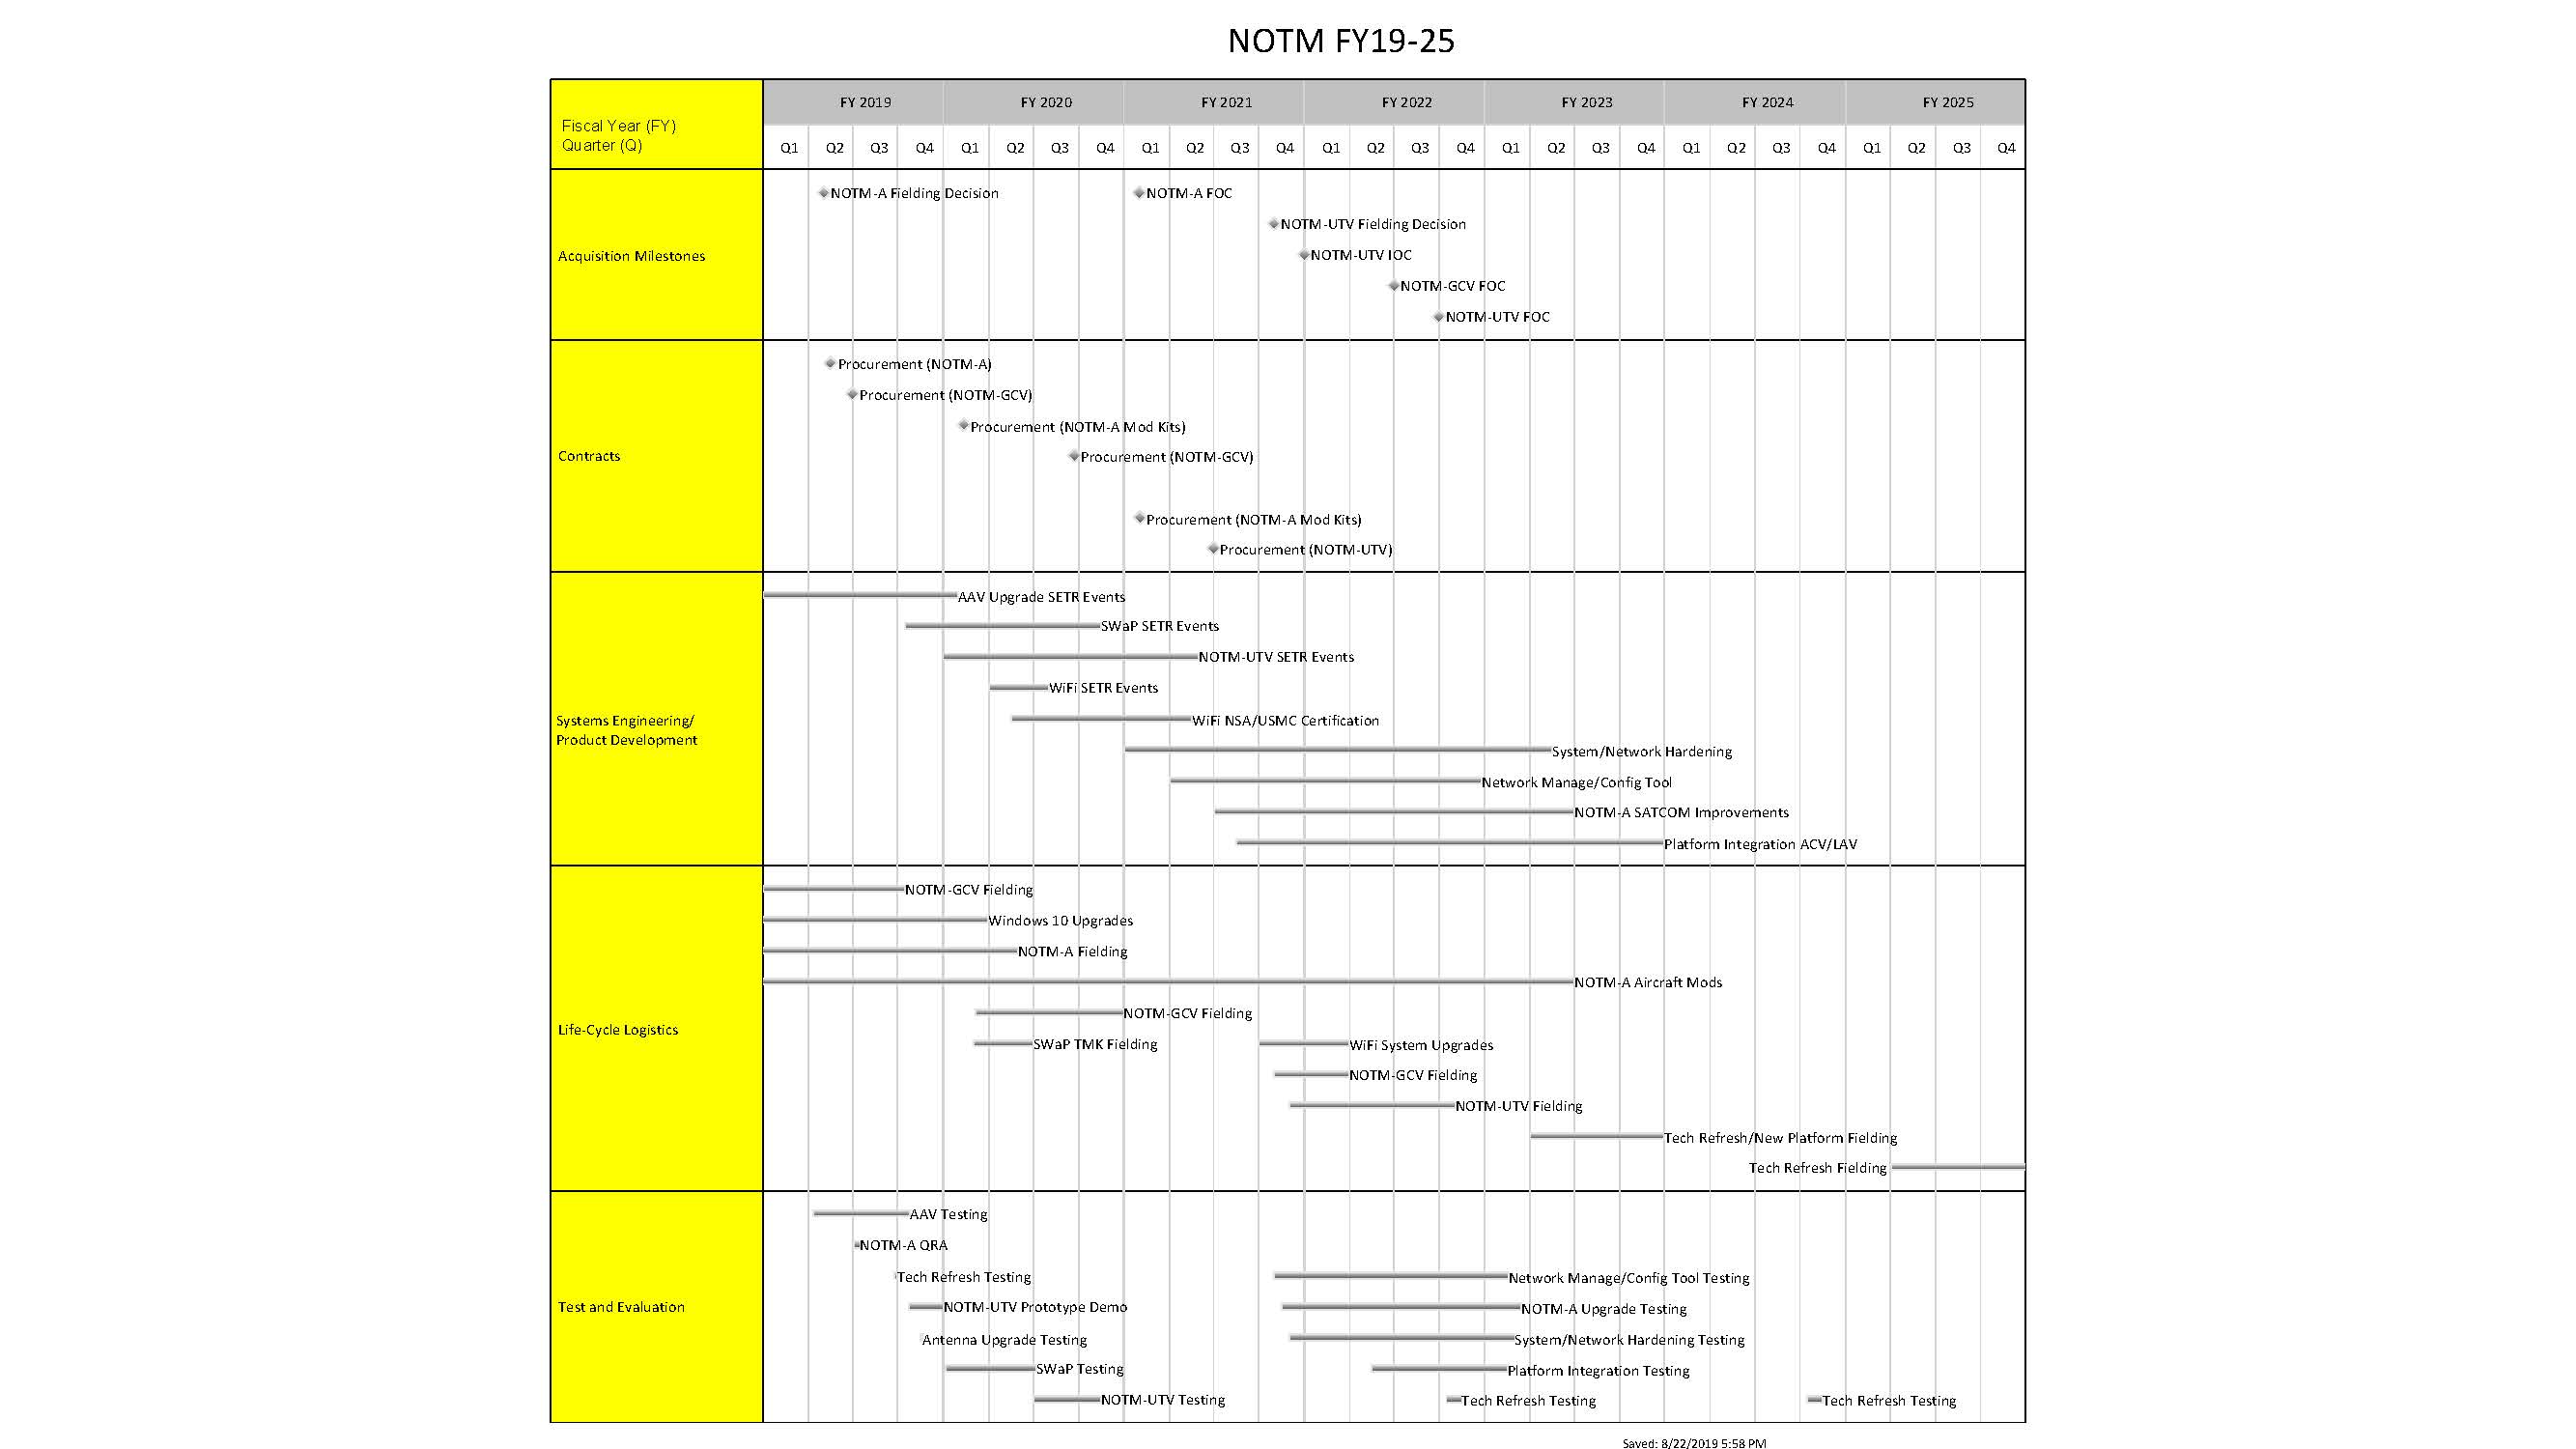 NOTM FY19-25
Fiscal Year (FY)
Quarter (Q)
FY 2019 FY 2020 FY 2021 FY 2022 FY 2023 FY 2024 FY 2025
Q1 Q2 Q3 Q4 Q1 Q2 Q3 Q4 Q1 Q2 Q3 Q4 Q1 Q2 Q3 Q4 Q1 Q2 Q3 Q4 Q1 Q2 Q3 Q4 Q1 Q2 Q3 Q4
Acquisition Milestones
NOTM-A Fielding Decision NOTM-A FOC
NOTM-UTV Fielding Decision
NOTM-UTV IOC
NOTM-GCV FOC
NOTM-UTV FOC
Contracts
Procurement (NOTM-A)
Procurement (NOTM-GCV)
Procurement (NOTM-A Mod Kits)
Procurement (NOTM-GCV)
Procurement (NOTM-A Mod Kits)
Procurement (NOTM-UTV)
Systems Engineering/
Product Development
AAV Upgrade SETR Events
SWaP SETR Events
NOTM-UTV SETR Events
WiFi SETR Events
WiFi NSA/USMC Certification
System/Network Hardening
Network Manage/Config Tool
NOTM-A SATCOM Improvements
Platform Integration ACV/LAV
Life-Cycle Logistics
NOTM-GCV Fielding
Windows 10 Upgrades
NOTM-A Fielding
NOTM-A Aircraft Mods
NOTM-GCV Fielding
SWaP TMK Fielding WiFi System Upgrades
NOTM-GCV Fielding
NOTM-UTV Fielding
Tech Refresh/New Platform Fielding
Tech Refresh Fielding
Test and Evaluation
AAV Testing
NOTM-A QRA
Tech Refresh Testing Network Manage/Config Tool Testing
NOTM-UTV Prototype Demo NOTM-A Upgrade Testing
Antenna Upgrade Testing System/Network Hardening Testing
SWaP Testing Platform Integration Testing
NOTM-UTV Testing Tech Refresh Testing Tech Refresh Testing
Saved: 8/22/2019 5:58 PM